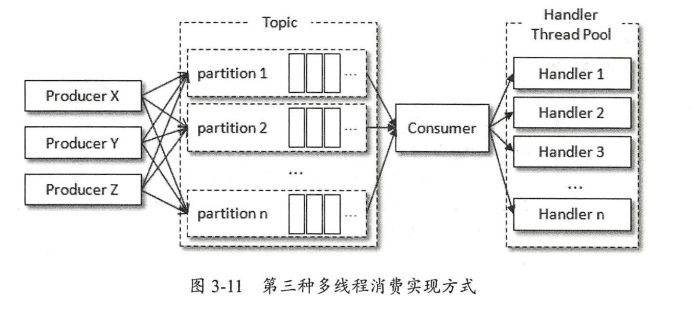 Topic
Handler
Thread Pool
Producer X
Producer Y
Producer Z
partition 1
...
partition 2
...
...
partition n
...
Consumer
Handler 1
Handler 2
Handler 3
...
Handler n
图 3-11 第三种多线程消费实现方式